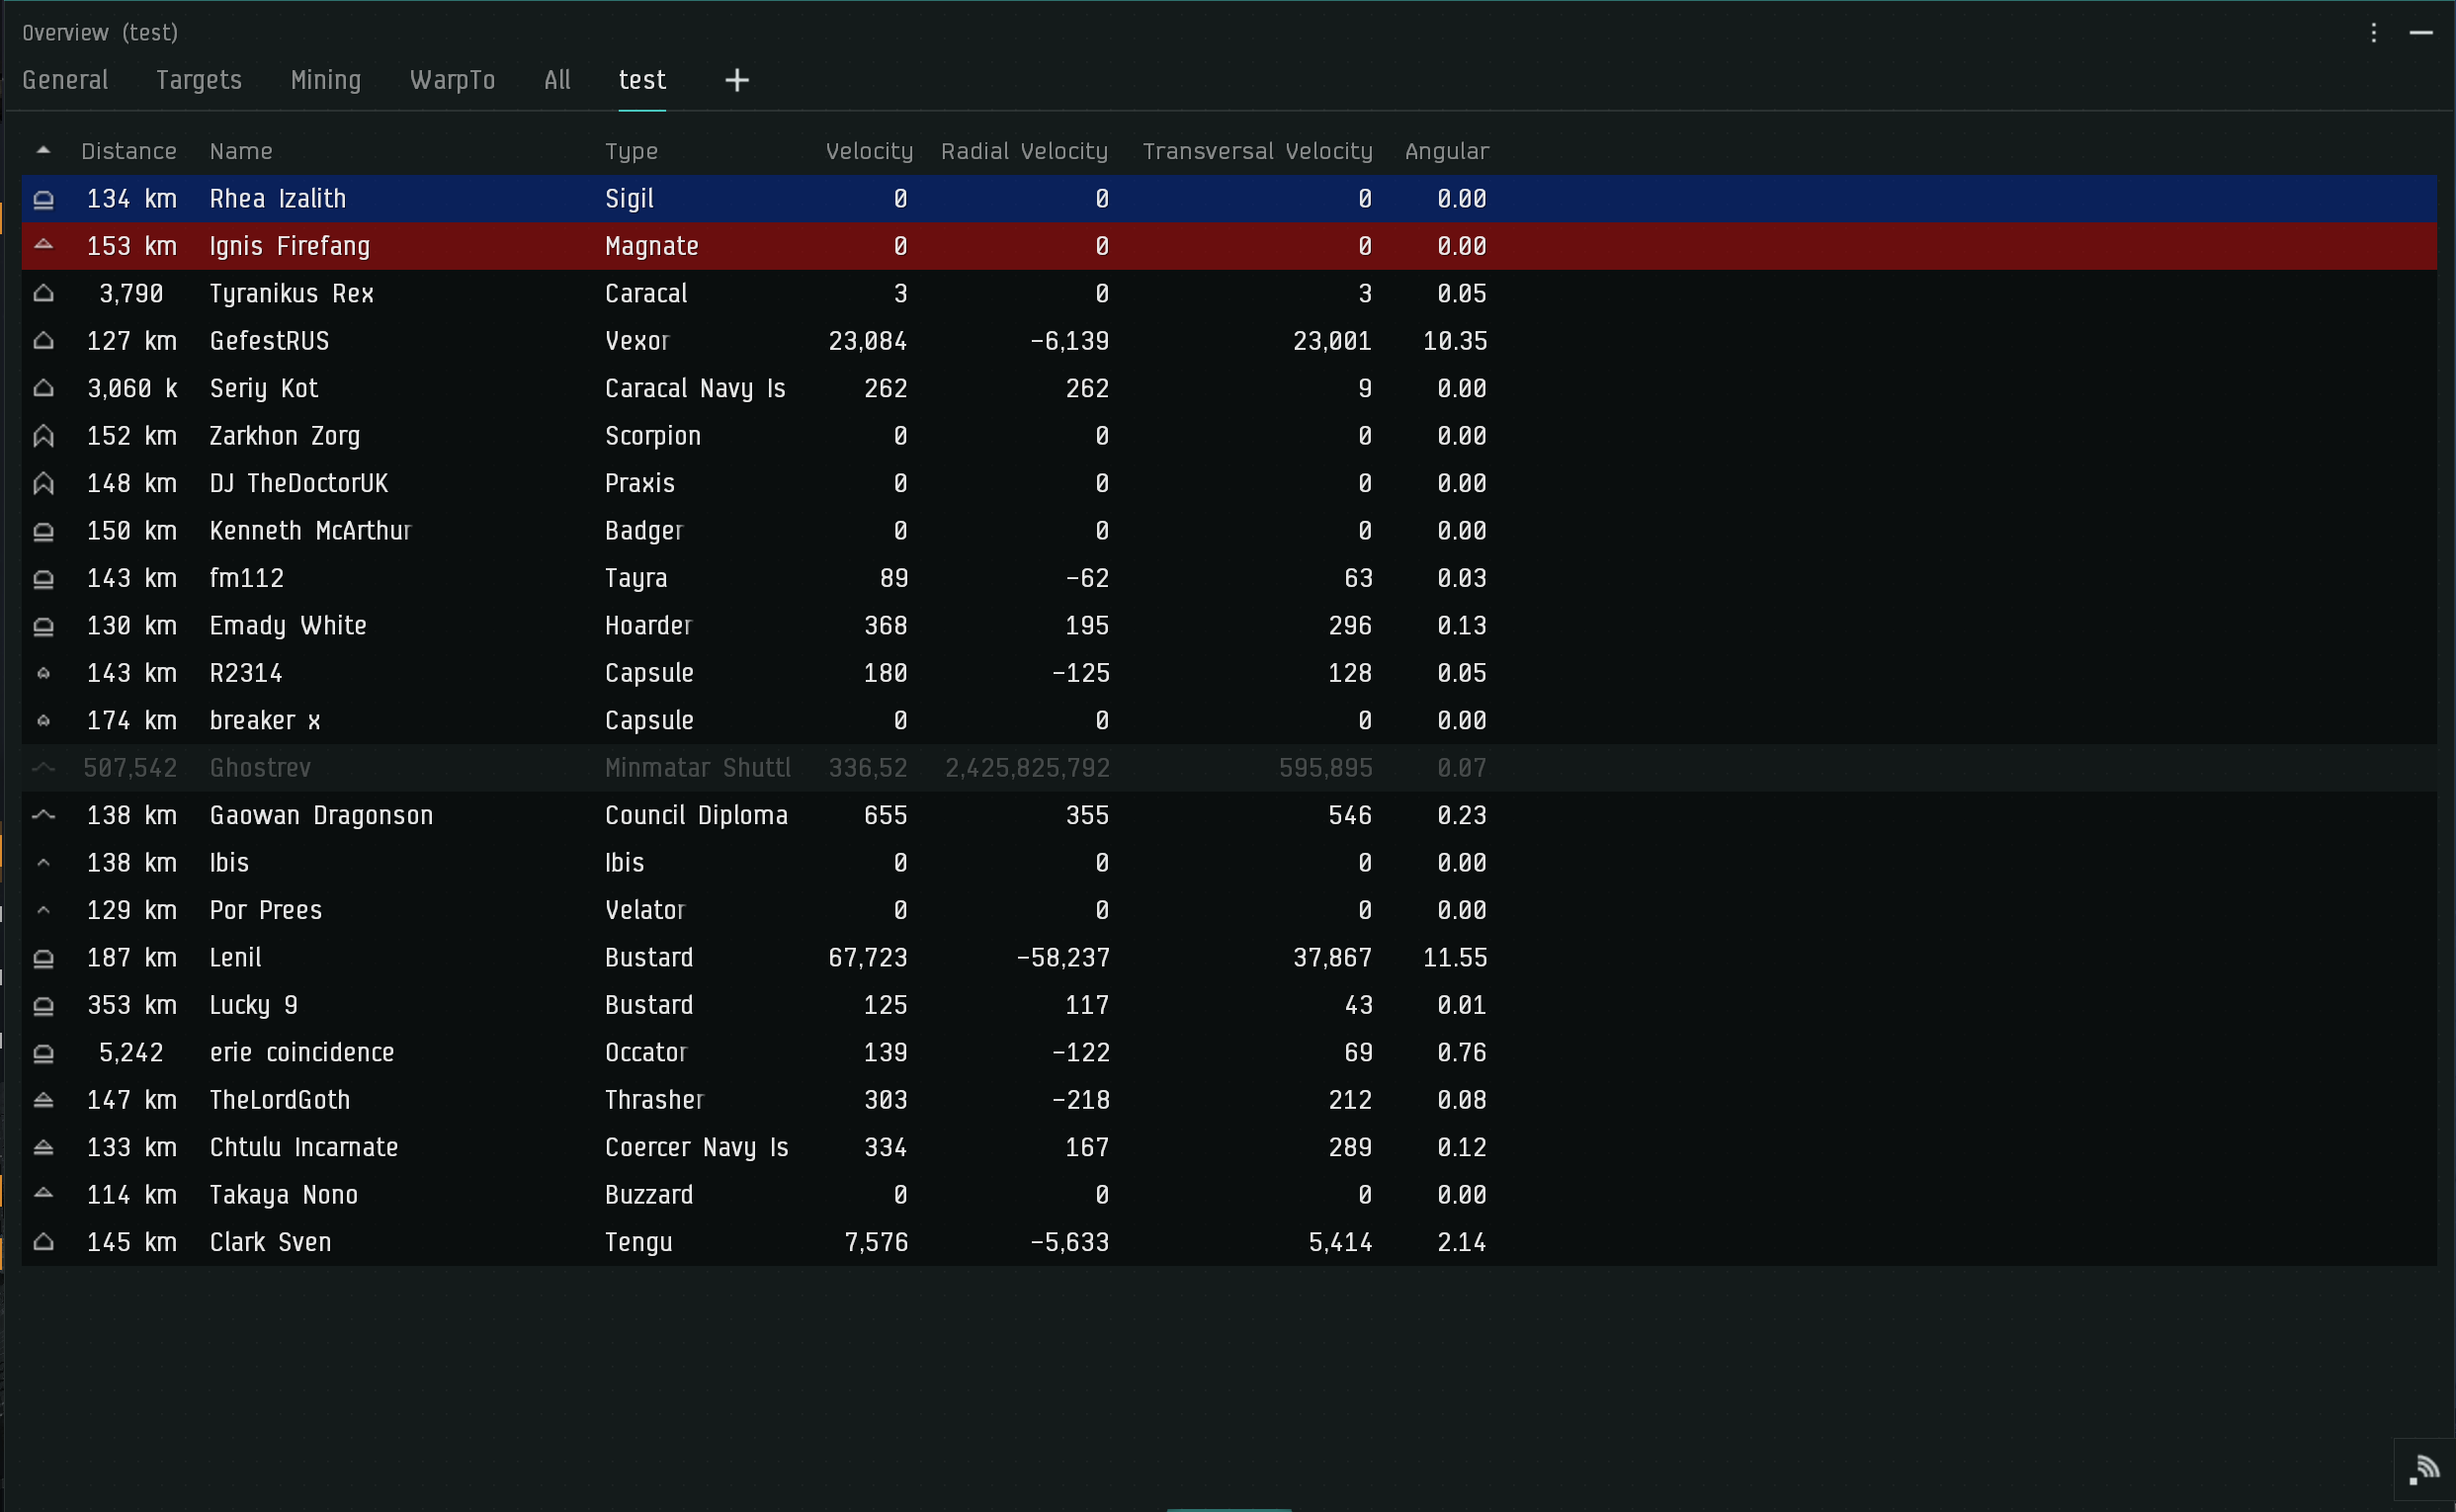 Overview (test)
General Targets Mining WarpTo All test +
Distance Name Type Velocity Radial Velocity Transversal Velocity Angular
134 km Rhea Izalith Sigil 0 0 0 0.00
153 km Ignis Firefang Magnate 0 0 0 0.00
3,790 Tyranikus Rex Caracal 3 0 3 0.05
127 km GefestRUS Vexor 23,084 -6,139 23,001 10.35
3,060 k Seriy Kot Caracal Navy Is 262 262 9 0.00
152 km Zarkhon Zorg Scorpion 0 0 0 0.00
148 km DJ TheDoctorUK Praxis 0 0 0 0.00
150 km Kenneth McArthur Badger 0 0 0 0.00
143 km fm112 Tayra 89 -62 63 0.03
130 km Emady White Hoarder 368 195 296 0.13
143 km R2314 Capsule 180 -125 128 0.05
174 km breaker x Capsule 0 0 0 0.00
507,542 Ghostrev Minmatar Shuttl 336,52 2,425,825,792 595,895 0.07
138 km Gaowan Dragonson Council Diploma 655 355 546 0.23
138 km Ibis Ibis 0 0 0 0.00
129 km Por Prees Velator 0 0 0 0.00
187 km Lenil Bustard 67,723 -58,237 37,867 11.55
353 km Lucky 9 Bustard 125 117 43 0.01
5,242 erie coincidence Occator 139 -122 69 0.76
147 km TheLordGoth Thrasher 303 -218 212 0.08
133 km Chtulu Incarnate Coercer Navy Is 334 167 289 0.12
114 km Takaya Nono Buzzard 0 0 0 0.00
145 km Clark Sven Tengu 7,576 -5,633 5,414 2.14